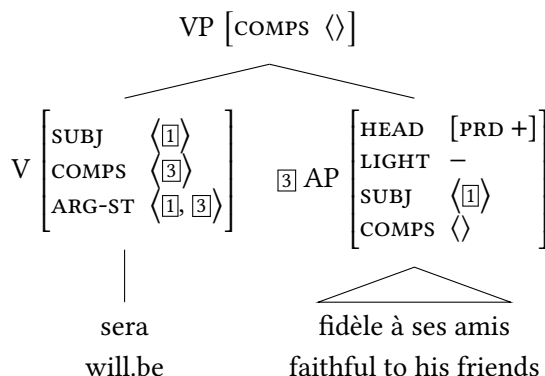 VP [COMPS ⟨⟩]
V [SUBJ ⟨1⟩ COMPS ⟨3⟩ ARG-ST ⟨1, 3⟩]
3 AP [HEAD [PRD +] LIGHT – SUBJ ⟨1⟩ COMPS ⟨⟩]
sera
will.be
fidèle à ses amis
faithful to his friends